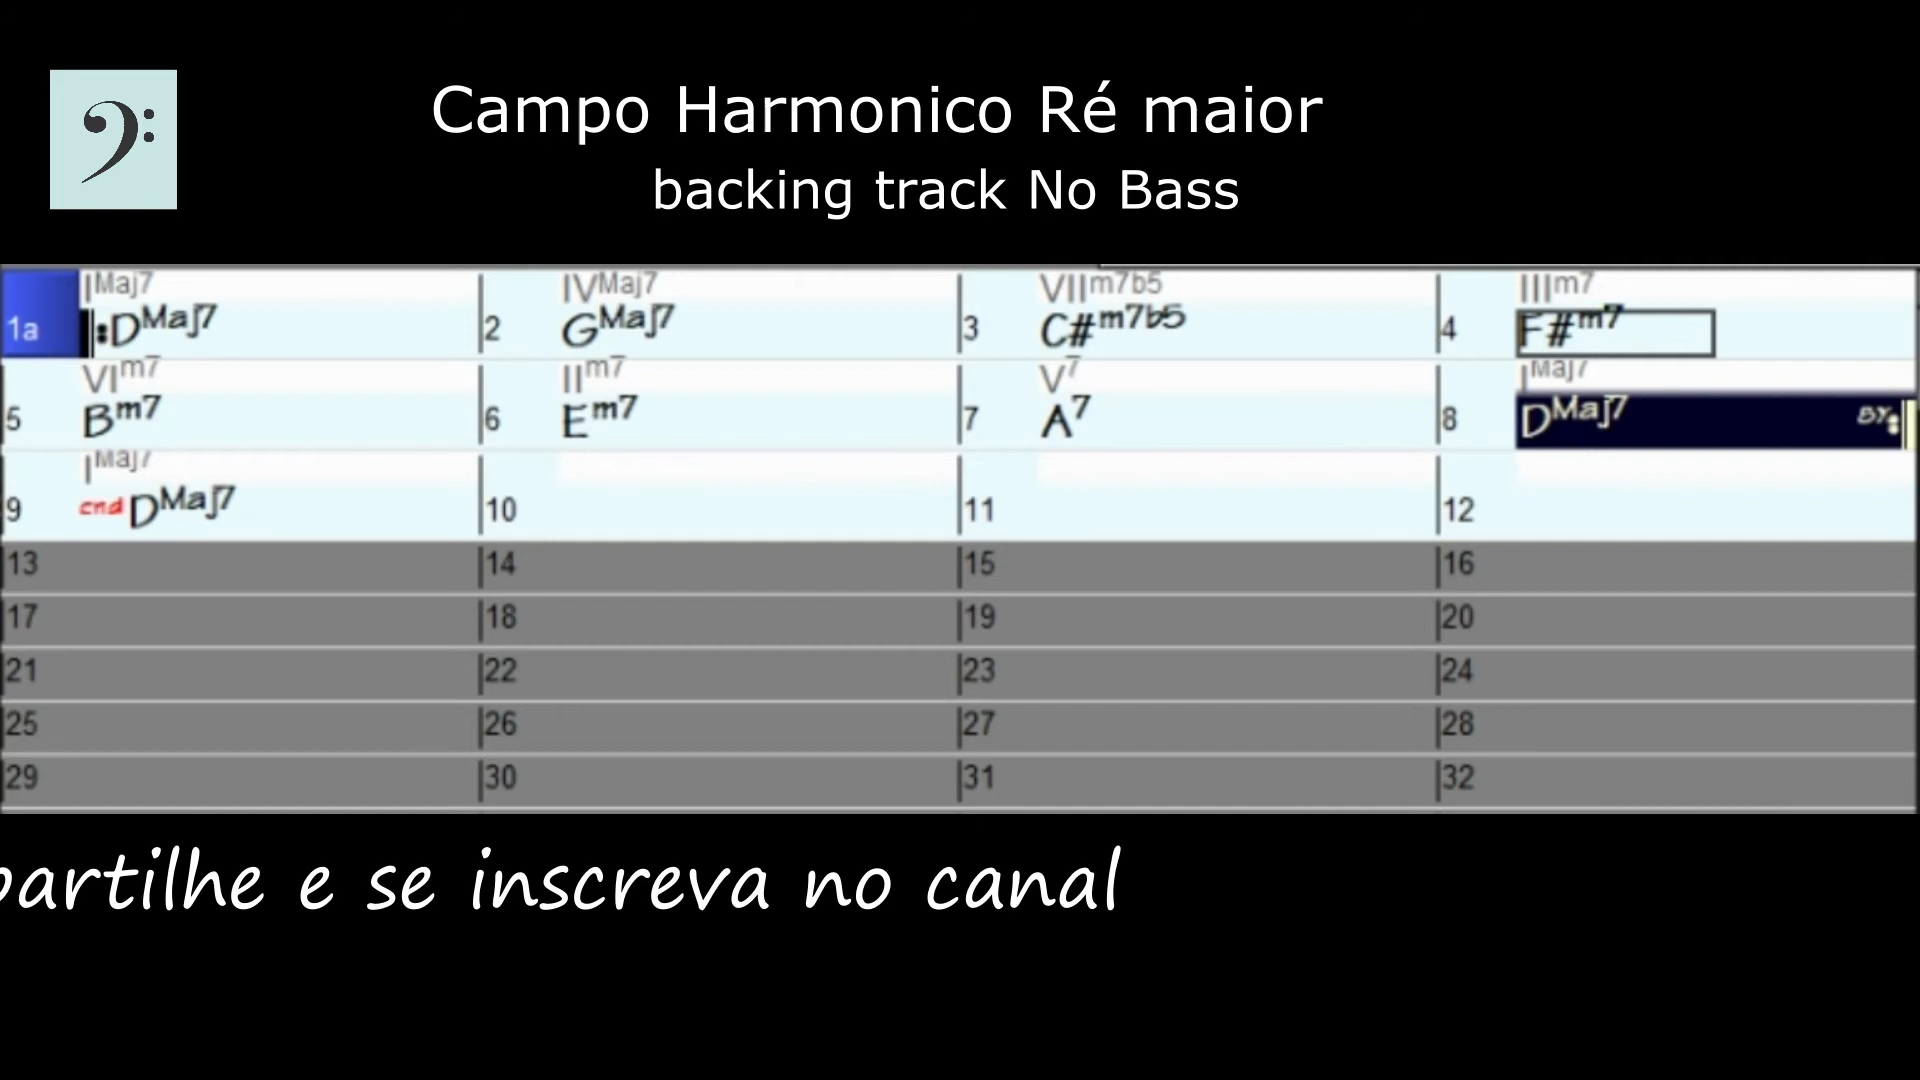 Campo Harmonico Ré maior
backing track No Bass
IMaj7 IVMaj7 VIIm7b5 IIIm7
1a DMaj7 2 GMaj7 3 C#m7b5 4 F#m7
VIm7 IIm7 V7 IMaj7
5 Bm7 6 Em7 7 A7 8 DMaj7
IMaj7
9 end DMaj7 10 11 12
13 14 15 16
17 18 19 20
21 22 23 24
25 26 27 28
29 30 31 32
partilhe e se inscreva no canal